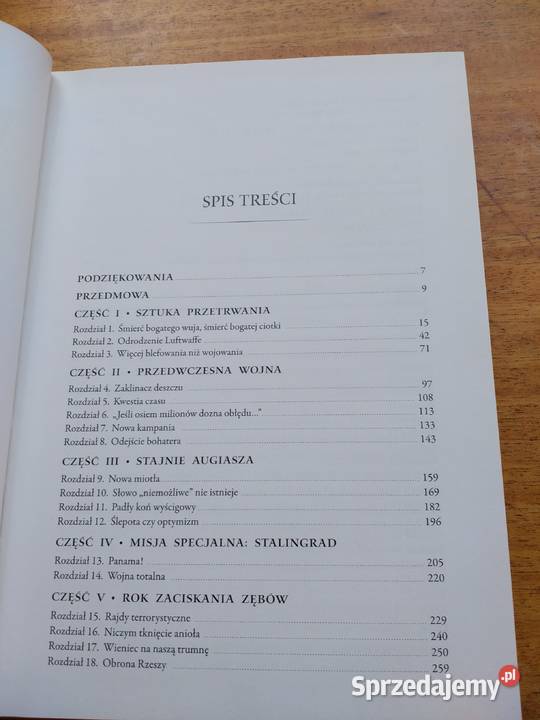 SPIS TREŚCI
PODZIĘKOWANIA 7
PRZEDMOWA 9
CZĘŚĆ I • SZTUKA PRZETRWANIA
Rozdział 1. Śmierć bogatego wuja, śmierć bogatej ciotki 15
Rozdział 2. Odrodzenie Luftwaffe 42
Rozdział 3. Więcej blefowania niż wojowania 71
CZĘŚĆ II • PRZEDWCZESNA WOJNA
Rozdział 4. Zaklinacz deszczu 97
Rozdział 5. Kwestia czasu 108
Rozdział 6. „Jeśli osiem milionów dozna obłędu...” 113
Rozdział 7. Nowa kampania 133
Rozdział 8. Odejście bohatera 143
CZĘŚĆ III • STAJNIE AUGIASZA
Rozdział 9. Nowa miotła 159
Rozdział 10. Słowo „niemożliwe” nie istnieje 169
Rozdział 11. Padły koń wyścigowy 182
Rozdział 12. Ślepota czy optymizm 196
CZĘŚĆ IV • MISJA SPECJALNA: STALINGRAD
Rozdział 13. Panama! 205
Rozdział 14. Wojna totalna 220
CZĘŚĆ V • ROK ZACISKANIA ZĘBÓW
Rozdział 15. Rajdy terrorystyczne 229
Rozdział 16. Niczym tknięcie anioła 240
Rozdział 17. Wieniec na naszą trumnę 250
Rozdział 18. Obrona Rzeszy 259
Sprzedajemy.pl